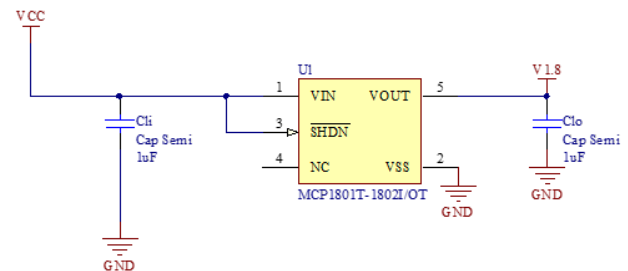 VCC
U1
1 VIN VOUT 5
V1.8
Cli
Cap Semi
1uF
3 SHDN
Clo
Cap Semi
1uF
4 NC VSS 2
MCP1801T-1802I/OT
GND
GND
GND